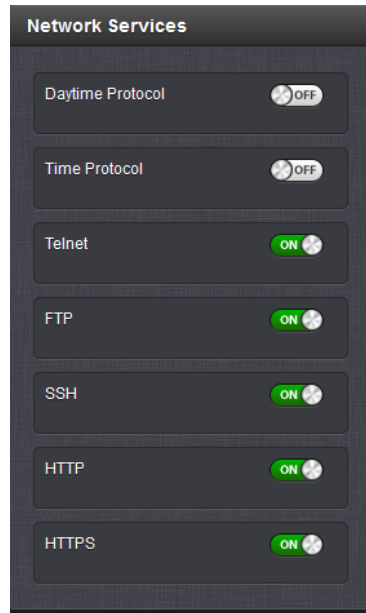 Network Services
Daytime Protocol OFF
Time Protocol OFF
Telnet ON
FTP ON
SSH ON
HTTP ON
HTTPS ON